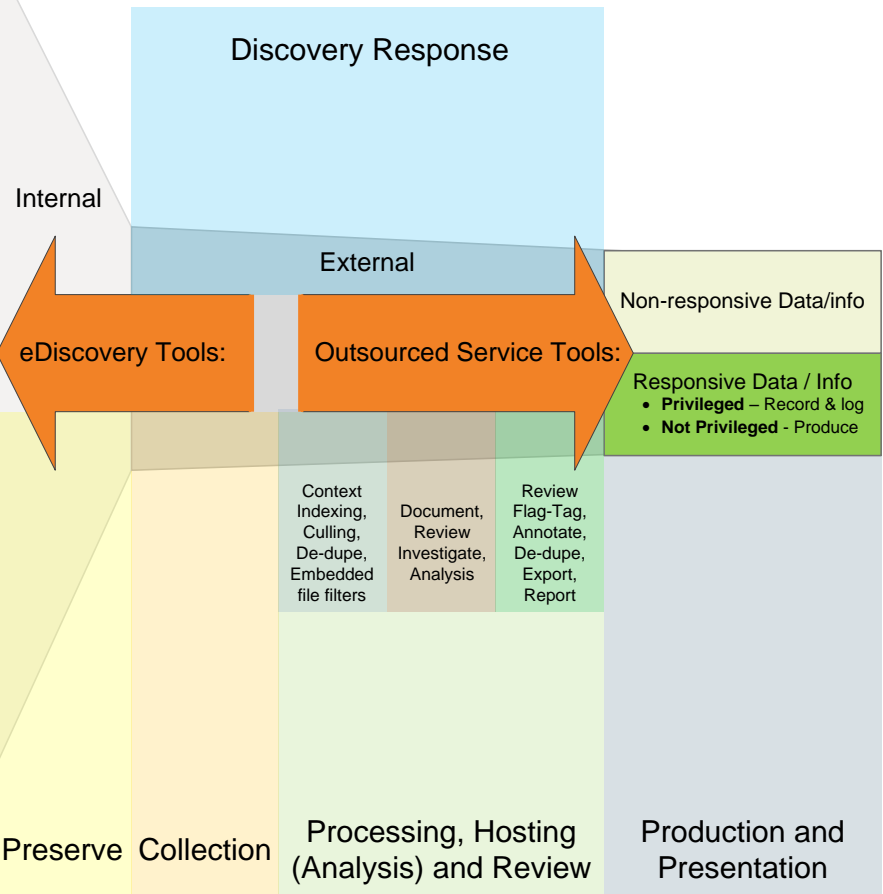 Discovery Response
Internal
External
Non-responsive Data/info
eDiscovery Tools:
Outsourced Service Tools:
Responsive Data / Info
• Privileged – Record & log
• Not Privileged - Produce
Context
Indexing,
Culling,
De-dupe,
Embedded
file filters
Document,
Review
Investigate,
Analysis
Review
Flag-Tag,
Annotate,
De-dupe,
Export,
Report
Preserve
Collection
Processing, Hosting
(Analysis) and Review
Production and
Presentation